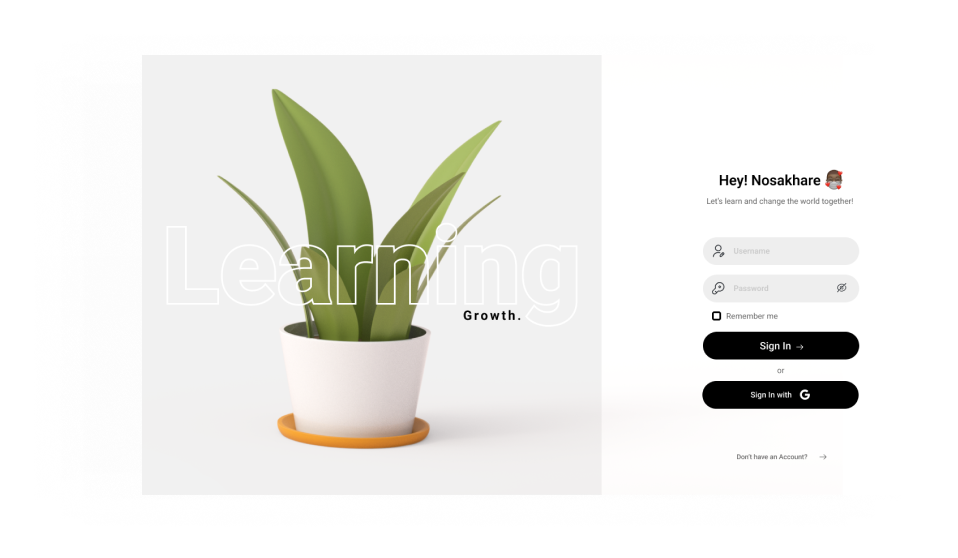 Learning
Growth.
Hey! Nosakhare
Let's learn and change the world together!
Username
Password
Remember me
Sign In
or
Sign In with G
Don't have an Account?